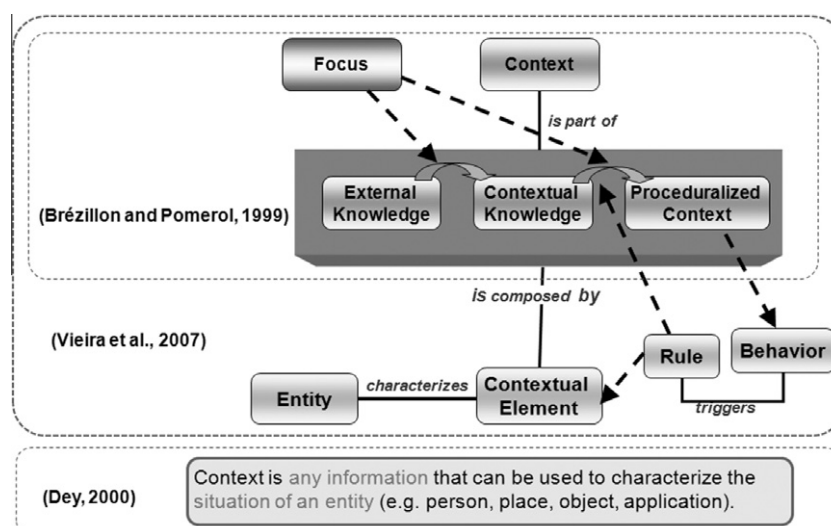 Focus
Context
is part of
External
Knowledge
Contextual
Knowledge
Proceduralized
Context
(Brézillon and Pomerol, 1999)
is composed by
(Vieira et al., 2007)
Rule
Behavior
Entity
characterizes
Contextual
Element
triggers
(Dey, 2000)
Context is any information that can be used to characterize the
situation of an entity (e.g. person, place, object, application).